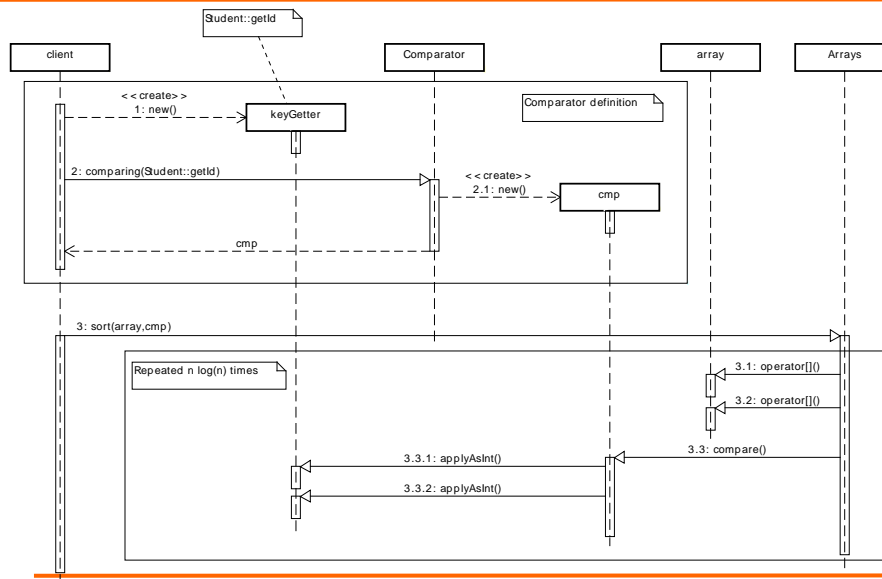 Student::getId
client
Comparator
array
Arrays
<<create>>
1: new()
keyGetter
Comparator definition
2: comparing(Student::getId)
<<create>>
2.1: new()
cmp
cmp
3: sort(array,cmp)
Repeated n log(n) times
3.1: operator[]()
3.2: operator[]()
3.3: compare()
3.3.1: applyAsInt()
3.3.2: applyAsInt()